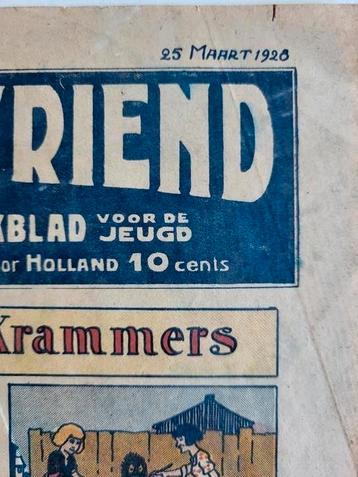 25 MAART 1928
VRIEND
KBLAD VOOR DE JEUGD
or HOLLAND 10 cents
Krammers